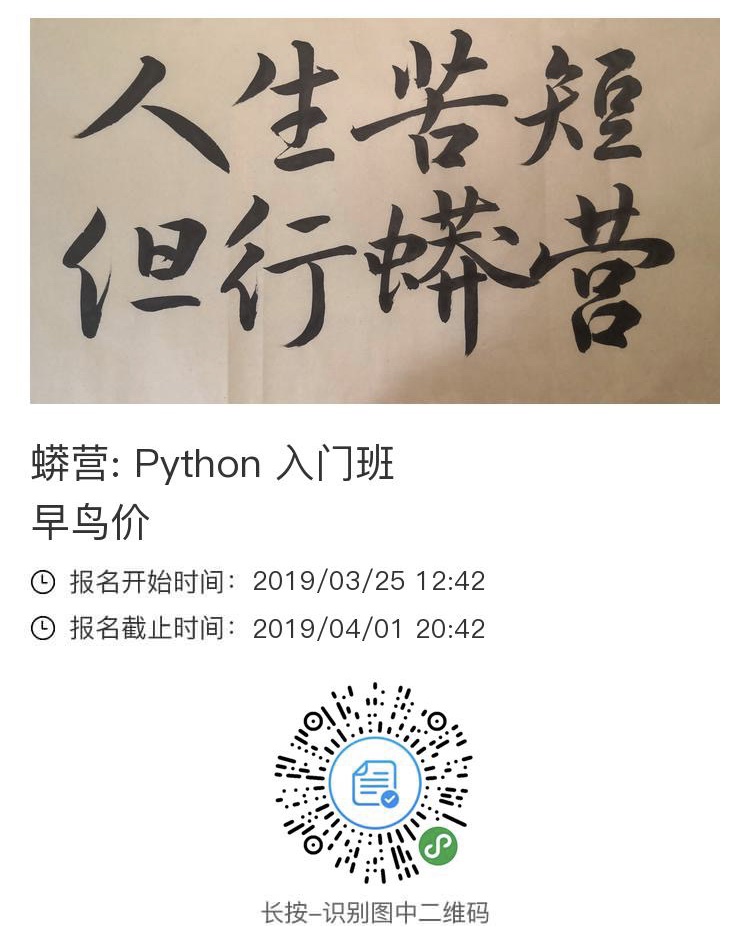 人生苦短
但行蟒营
蟒营: Python 入门班
早鸟价
报名开始时间：2019/03/25 12:42
报名截止时间：2019/04/01 20:42
长按-识别图中二维码